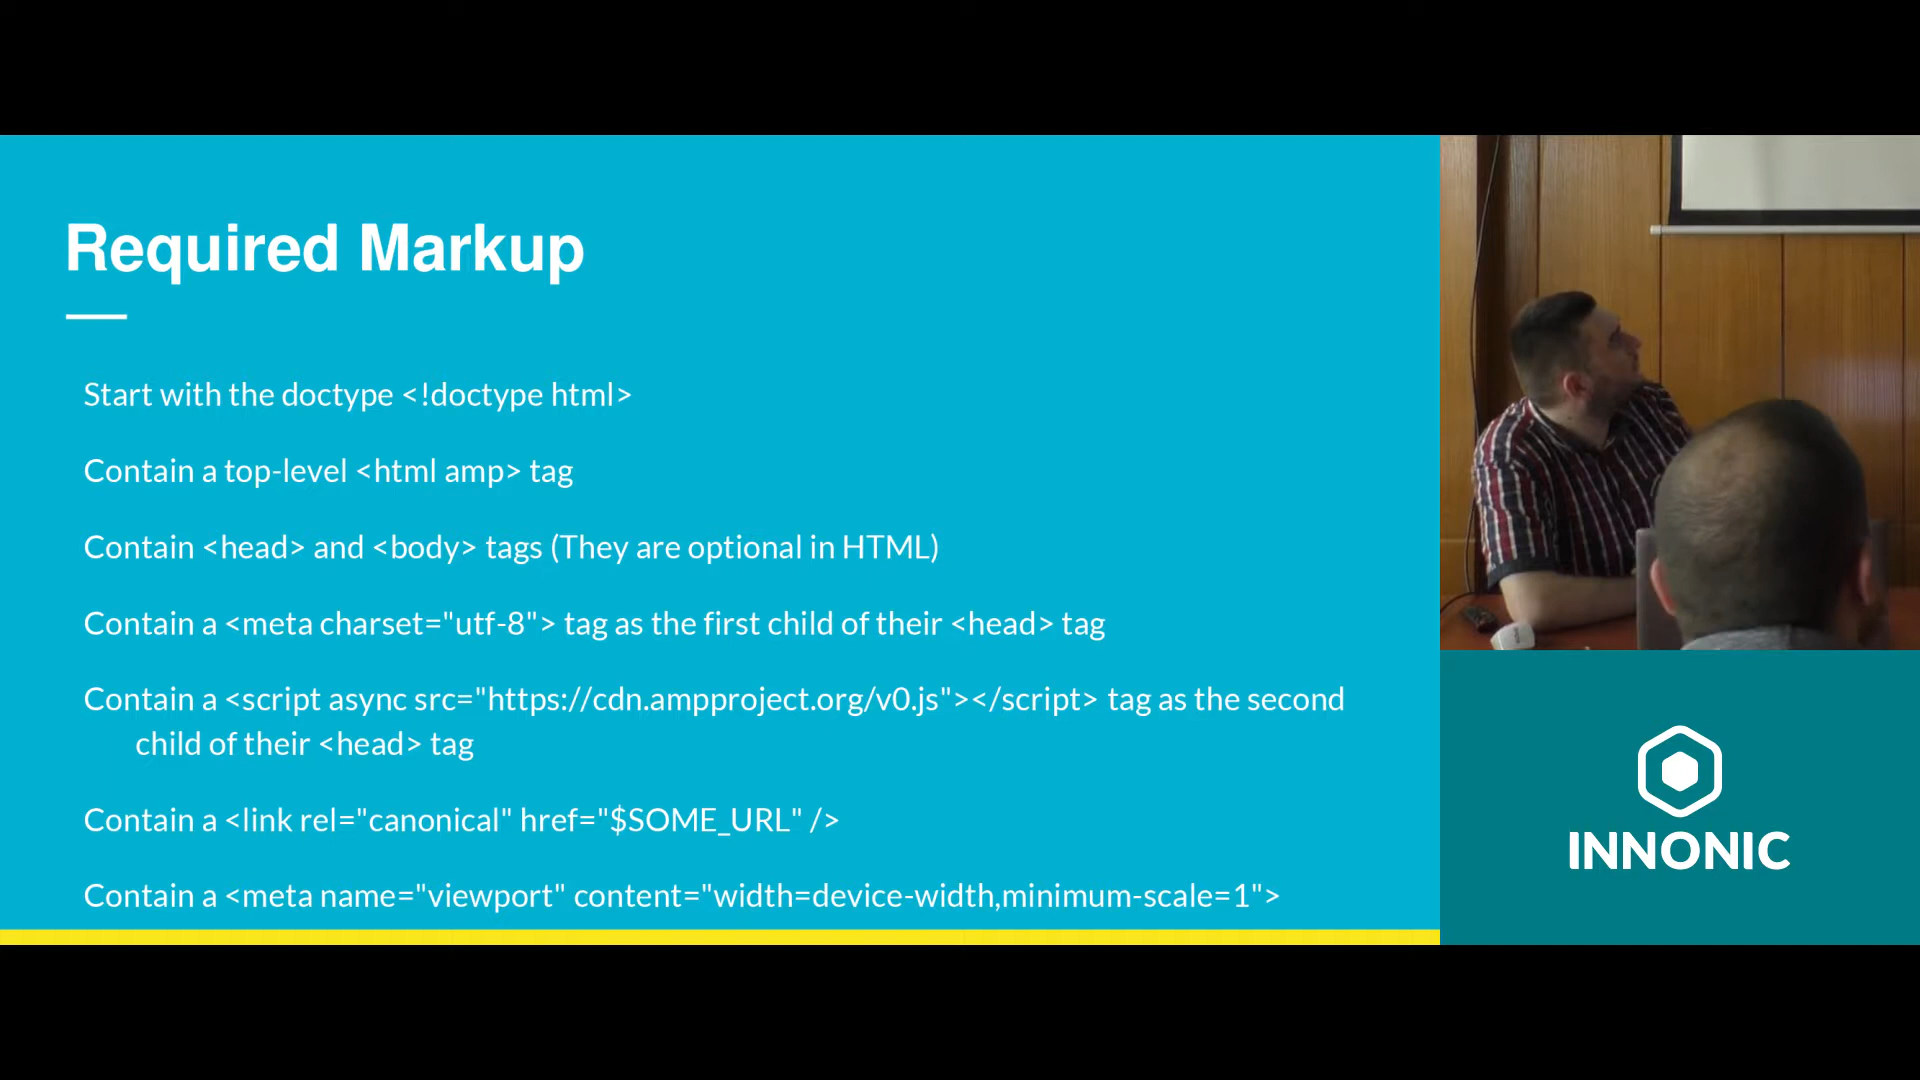 Required Markup
Start with the doctype <!doctype html>
Contain a top-level <html amp> tag
Contain <head> and <body> tags (They are optional in HTML)
Contain a <meta charset="utf-8"> tag as the first child of their <head> tag
Contain a <script async src="https://cdn.ampproject.org/v0.js"></script> tag as the second
child of their <head> tag
Contain a <link rel="canonical" href="$SOME_URL" />
Contain a <meta name="viewport" content="width=device-width,minimum-scale=1">
INNONIC